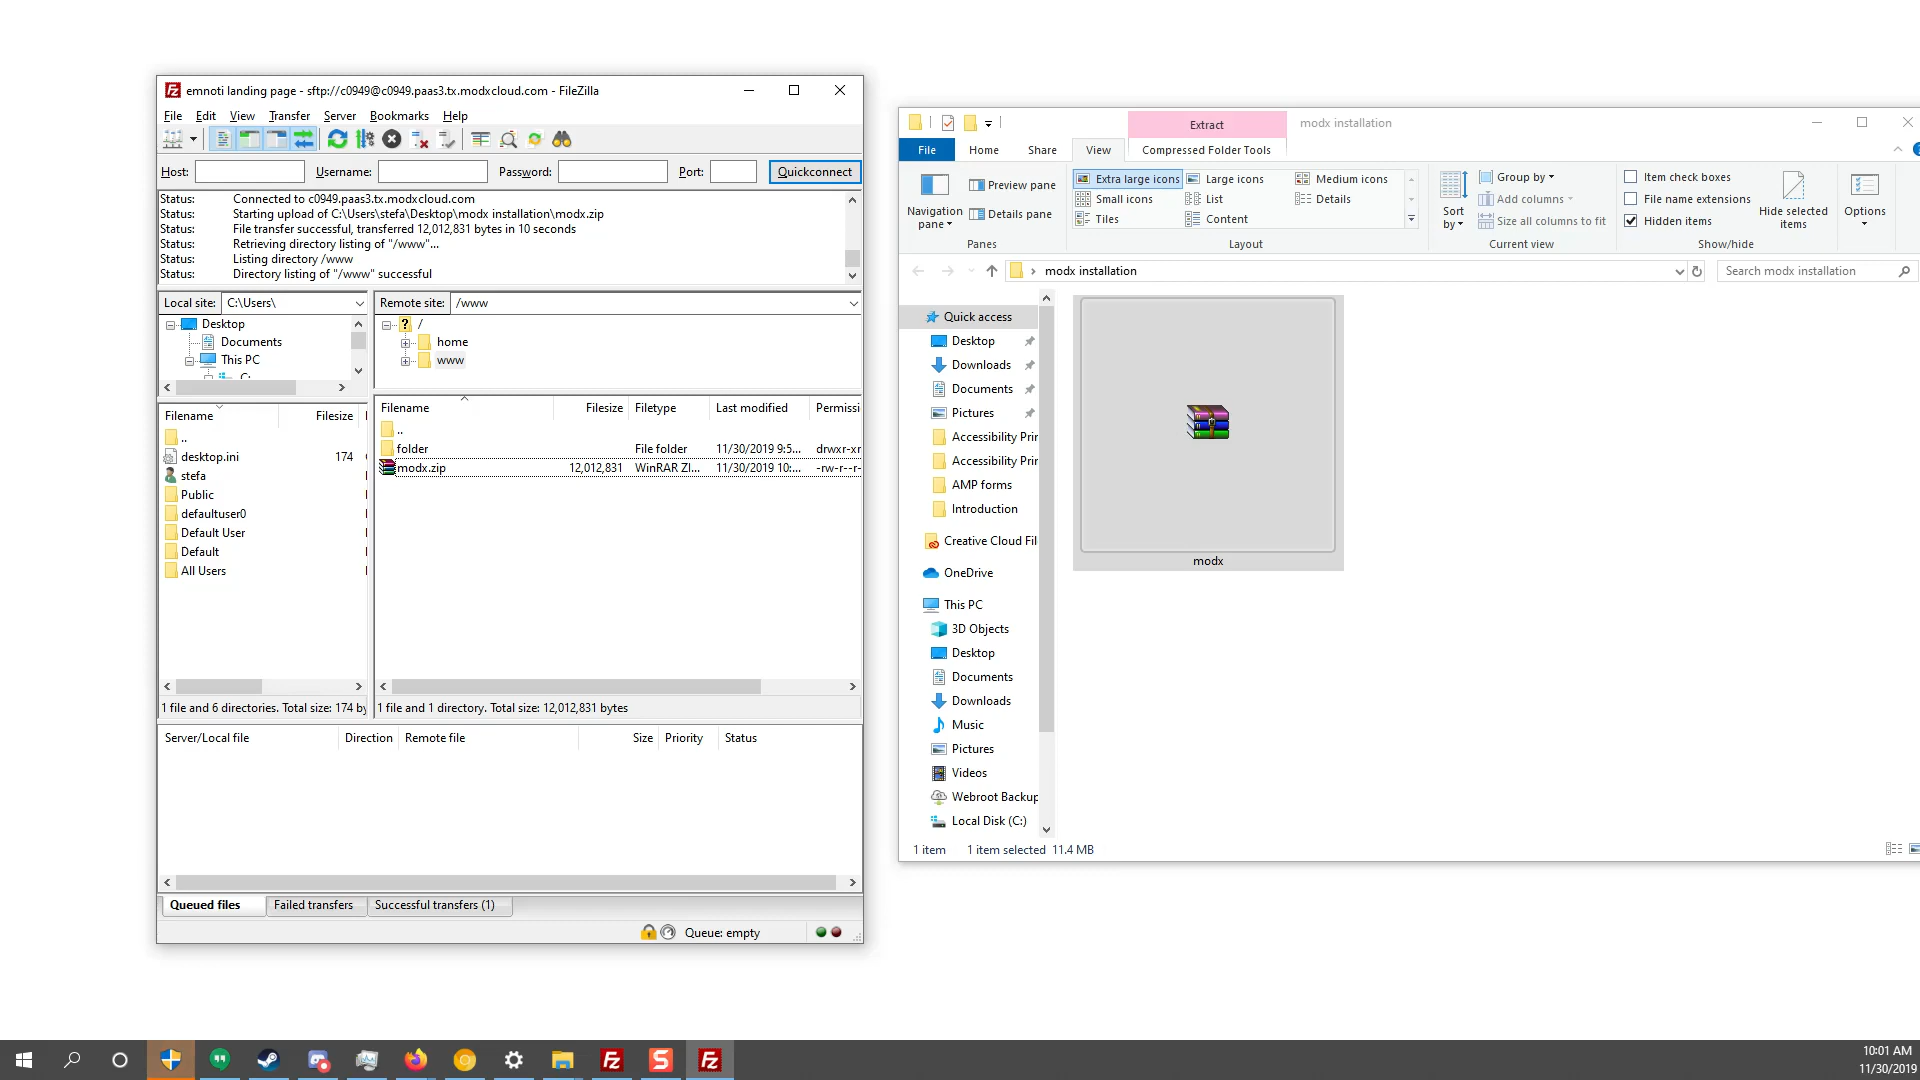 emnoti landing page - sftp://c0949@c0949.paas3.tx.modxcloud.com - FileZilla
File Edit View Transfer Server Bookmarks Help
Host: Username: Password: Port: Quickconnect
Status: Connected to c0949.paas3.tx.modxcloud.com
Status: Starting upload of C:\Users\stefa\Desktop\modx installation\modx.zip
Status: File transfer successful, transferred 12,012,831 bytes in 10 seconds
Status: Retrieving directory listing of "/www"...
Status: Listing directory /www
Status: Directory listing of "/www" successful
Local site: C:\Users\
Desktop
Documents
This PC
C:
Remote site: /www
/
home
www
Filename Filesize
..
desktop.ini 174
stefa
Public
defaultuser0
Default User
Default
All Users
1 file and 6 directories. Total size: 174 by
Filename Filesize Filetype Last modified Permissi
..
folder File folder 11/30/2019 9:5... drwxr-xr
modx.zip 12,012,831 WinRAR ZI... 11/30/2019 10:... -rw-r--r-
1 file and 1 directory. Total size: 12,012,831 bytes
Server/Local file Direction Remote file Size Priority Status
Queued files Failed transfers Successful transfers (1)
Queue: empty
Extract modx installation
File Home Share View Compressed Folder Tools
Navigation pane
Preview pane
Details pane
Panes
Extra large icons Large icons Medium icons
Small icons List Details
Tiles Content
Layout
Sort by
Group by
Add columns
Size all columns to fit
Current view
Item check boxes
File name extensions
Hidden items
Hide selected items
Show/hide
Options
modx installation
Search modx installation
Quick access
Desktop
Downloads
Documents
Pictures
Accessibility Prin
Accessibility Prin
AMP forms
Introduction
Creative Cloud Fil
OneDrive
This PC
3D Objects
Desktop
Documents
Downloads
Music
Pictures
Videos
Webroot Backup
Local Disk (C:)
modx
1 item 1 item selected 11.4 MB
10:01 AM
11/30/2019